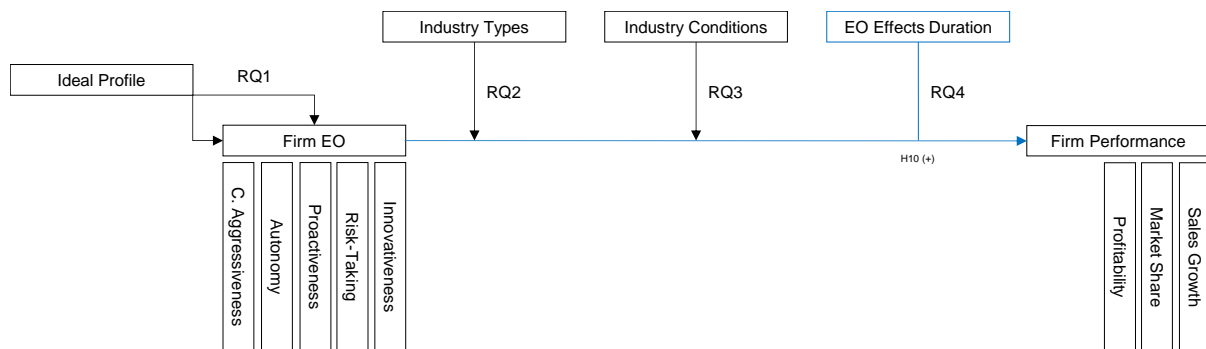 Industry Types
Industry Conditions
EO Effects Duration
Ideal Profile
RQ1
RQ2
RQ3
RQ4
Firm EO
Firm Performance
H10 (+)
C. Aggressiveness
Autonomy
Proactiveness
Risk-Taking
Innovativeness
Profitability
Market Share
Sales Growth